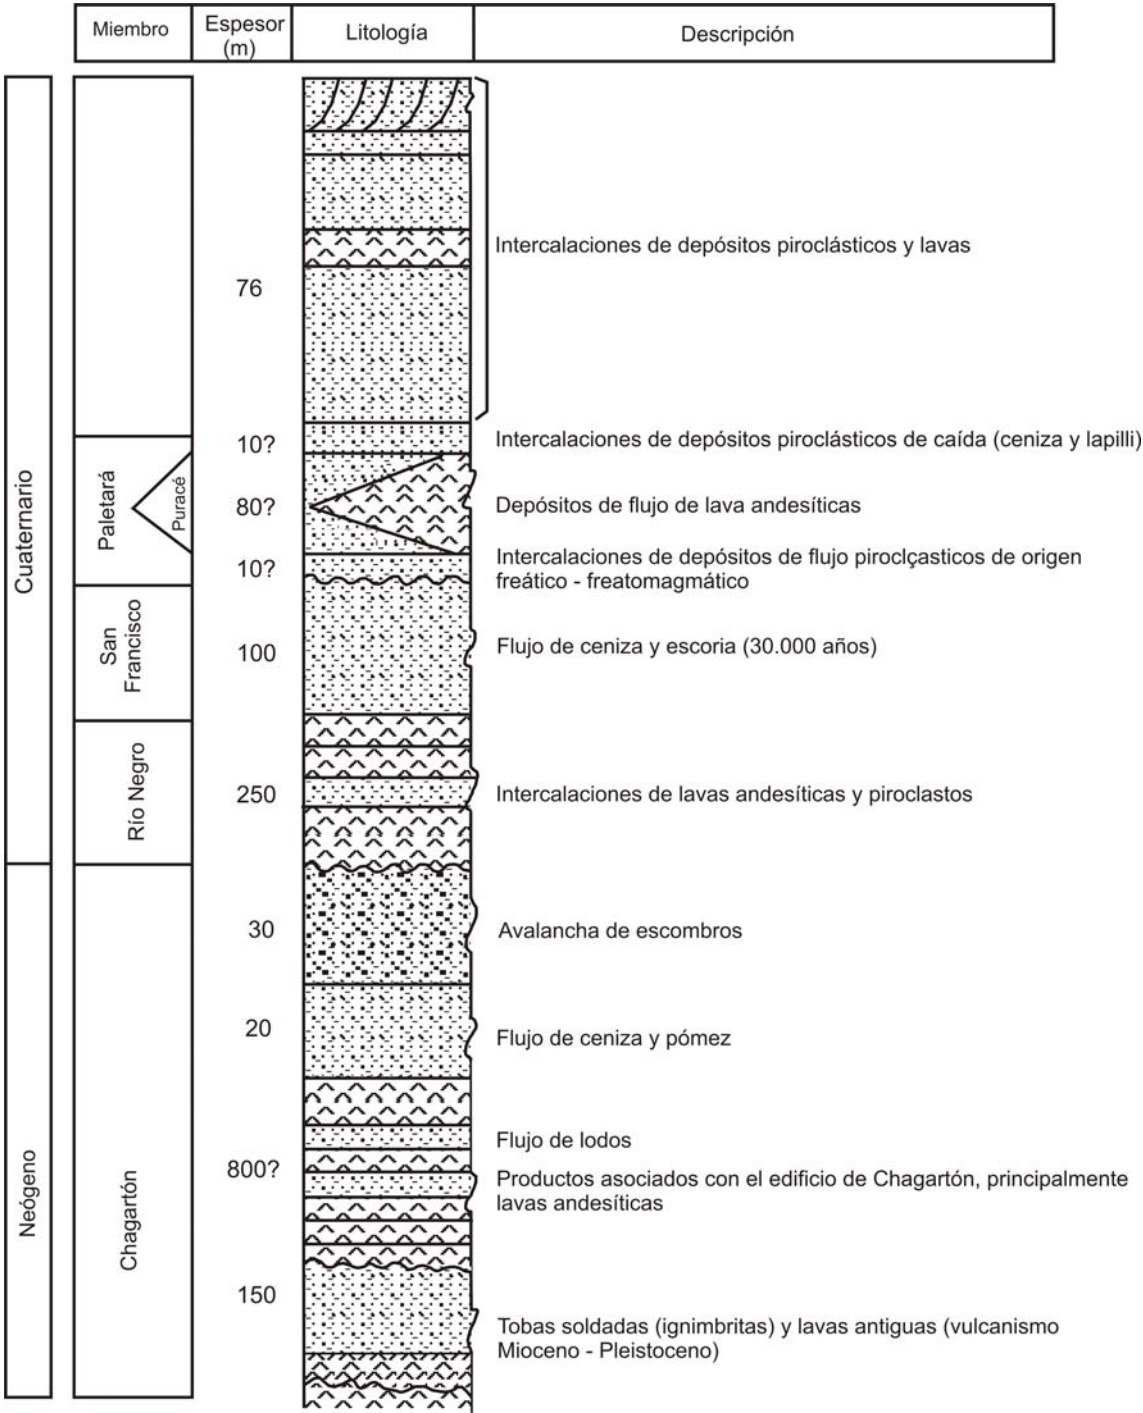 Miembro
Espesor
(m)
Litología
Descripción
Cuaternario
Neógeno
76
Intercalaciones de depósitos piroclásticos y lavas
Paletará
Puracé
10?
Intercalaciones de depósitos piroclásticos de caída (ceniza y lapilli)
80?
Depósitos de flujo de lava andesíticas
10?
Intercalaciones de depósitos de flujo piroclçasticos de origen
freático - freatomagmático
San
Francisco
100
Flujo de ceniza y escoria (30.000 años)
Río Negro
250
Intercalaciones de lavas andesíticas y piroclastos
Chagartón
30
Avalancha de escombros
20
Flujo de ceniza y pómez
Flujo de lodos
800?
Productos asociados con el edificio de Chagartón, principalmente
lavas andesíticas
150
Tobas soldadas (ignimbritas) y lavas antiguas (vulcanismo
Mioceno - Pleistoceno)